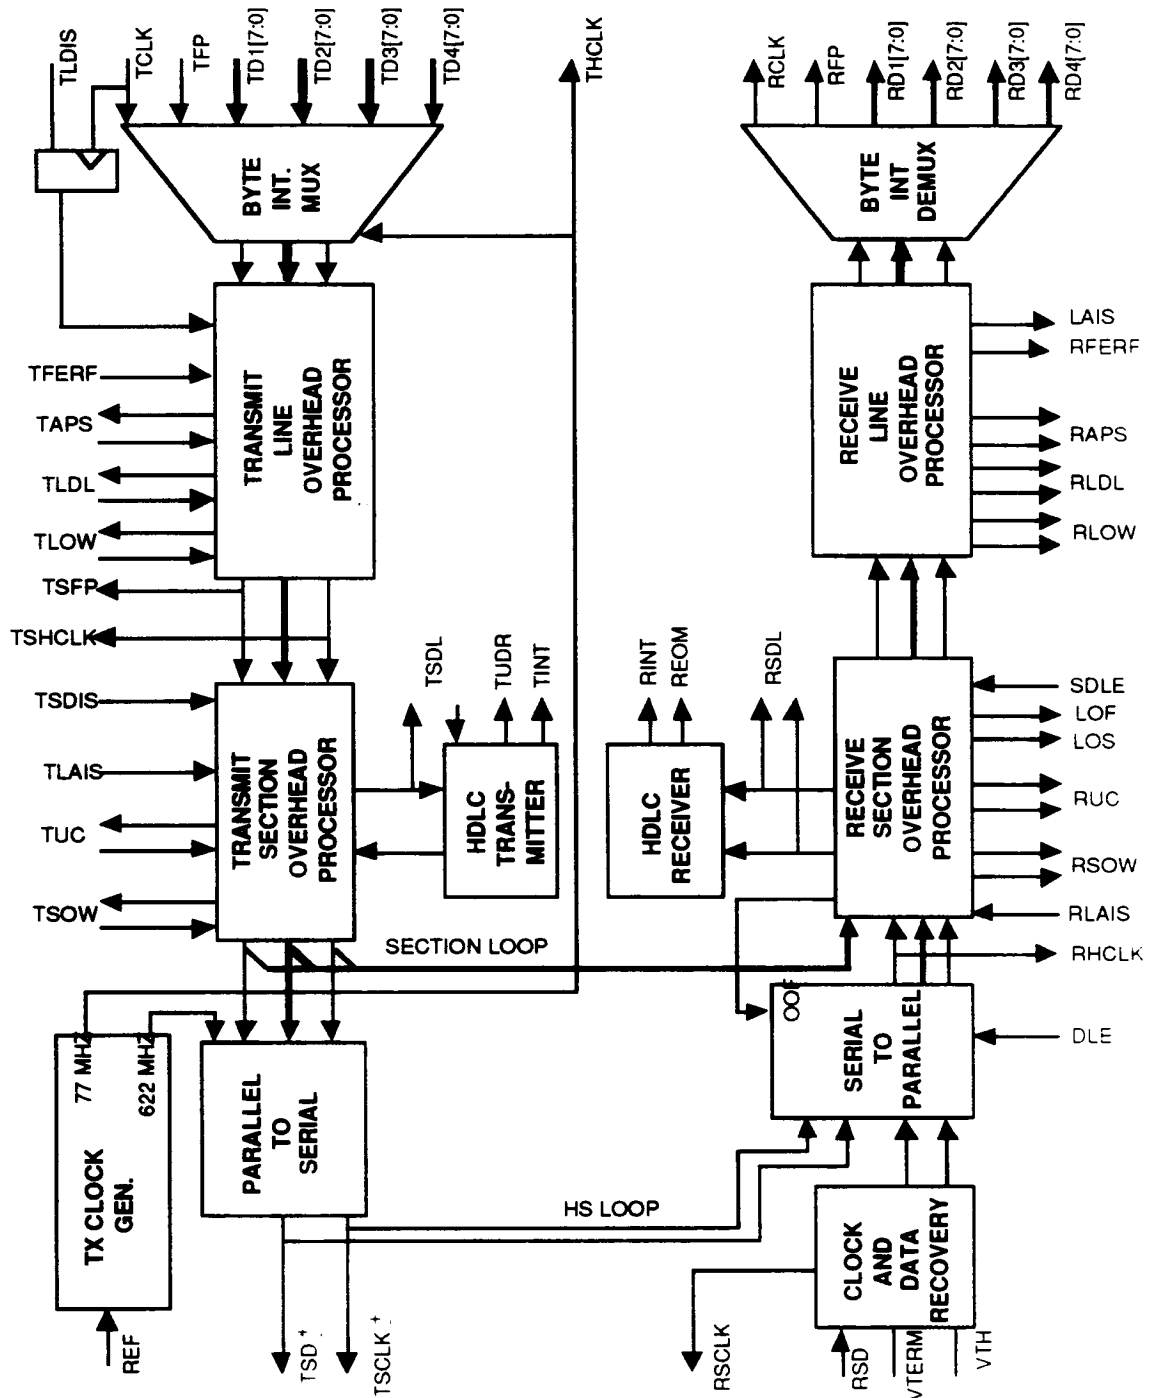 TLDIS
TCLK
TFP
TD1[7:0]
TD2[7:0]
TD3[7:0]
TD4[7:0]
THCLK
RCLK
RFP
RD1[7:0]
RD2[7:0]
RD3[7:0]
RD4[7:0]
BYTE
INT.
MUX
BYTE
INT
DEMUX
TFERF
TAPS
TLDL
TLOW
TSFP
TSHCLK
TRANSMIT
LINE
OVERHEAD
PROCESSOR
RECEIVE
LINE
OVERHEAD
PROCESSOR
LAIS
RFERF
RAPS
RLDL
RLOW
TSDIS
TLAIS
TUC
TSOW
TRANSMIT
SECTION
OVERHEAD
PROCESSOR
TSDL
TUDR
TINT
HDLC
TRANS-
MITTER
RINT
REOM
RSDL
HDLC
RECEIVER
RECEIVE
SECTION
OVERHEAD
PROCESSOR
SDLE
LOF
LOS
RUC
RSOW
RLAIS
RHCLK
SECTION LOOP
77 MHZ
622 MHZ
TX CLOCK
GEN.
REF
PARALLEL
TO
SERIAL
OOF
SERIAL
TO
PARALLEL
DLE
HS LOOP
CLOCK
AND
DATA
RECOVERY
TSD ±
TSCLK ±
RSCLK
RSD
VTERM
VTH